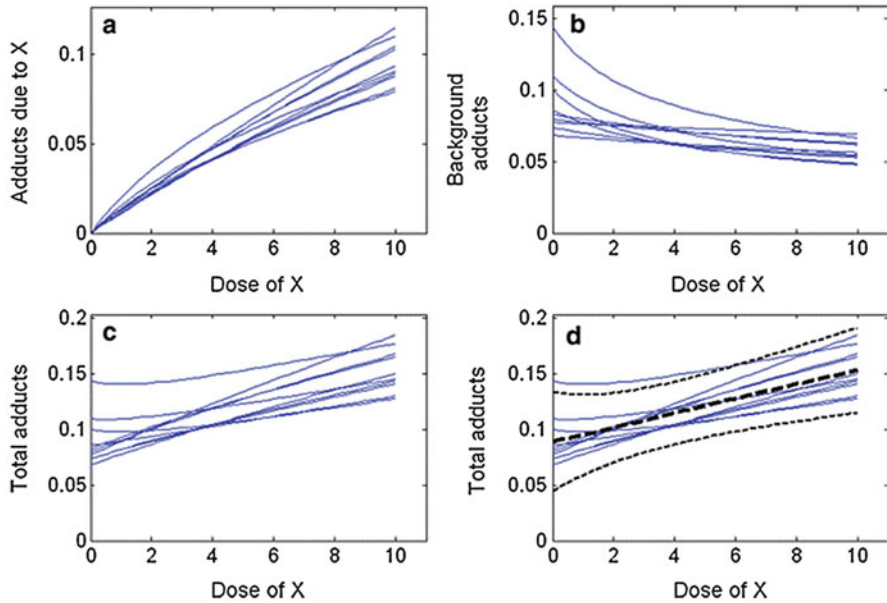 a
Adducts due to X
0.1
0.05
0
0 2 4 6 8 10
Dose of X
b
Background
adducts
0.15
0.1
0.05
0
0 2 4 6 8 10
Dose of X
c
Total adducts
0.2
0.15
0.1
0.05
0
0 2 4 6 8 10
Dose of X
d
Total adducts
0.2
0.15
0.1
0.05
0
0 2 4 6 8 10
Dose of X